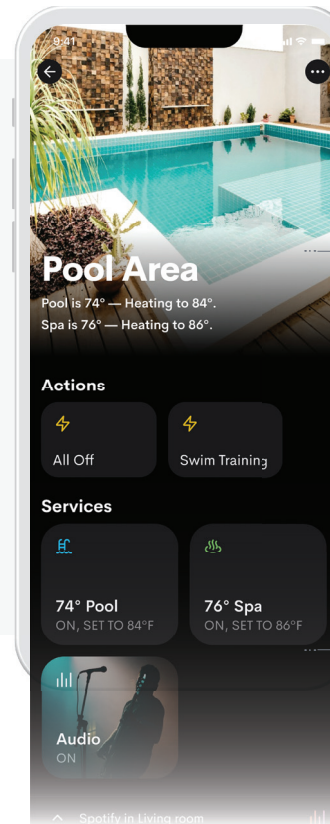 9:41
Pool Area
Pool is 74° — Heating to 84°.
Spa is 76° — Heating to 86°.
Actions
All Off
Swim Training
Services
74° Pool
ON, SET TO 84°F
76° Spa
ON, SET TO 86°F
Audio
ON
Spotify in Living room